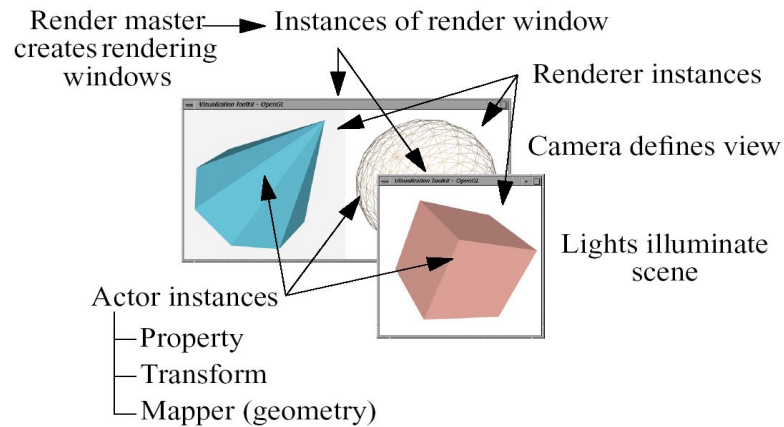 Render master
creates rendering
windows
Instances of render window
Renderer instances
Visualization Toolkit - OpenGL
Camera defines view
Visualization Toolkit - OpenGL
Lights illuminate
scene
Actor instances
Property
Transform
Mapper (geometry)